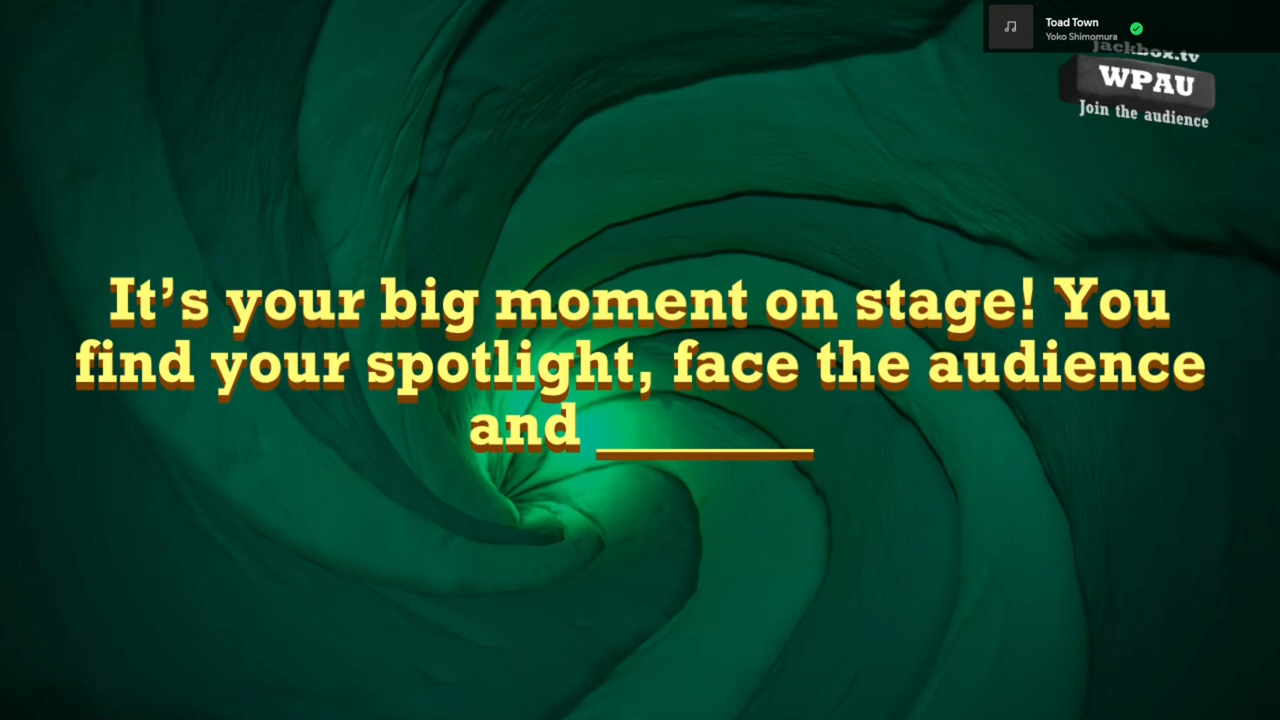 Toad Town
Yoko Shimomura
jackbox.tv
WPAU
Join the audience
It's your big moment on stage! You
find your spotlight, face the audience
and ________